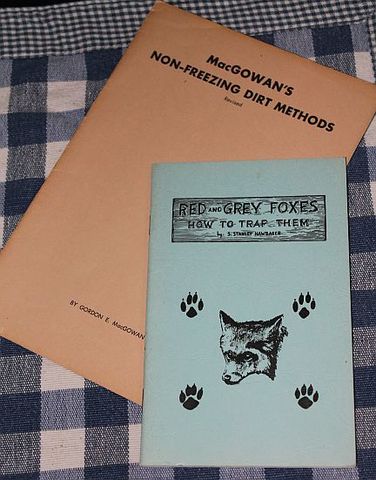 MacGOWAN'S
NON-FREEZING DIRT METHODS
Revised
BY GORDON E. MacGOWAN
RED AND GREY FOXES
HOW TO TRAP THEM
by S. STANLEY HAWBAKER